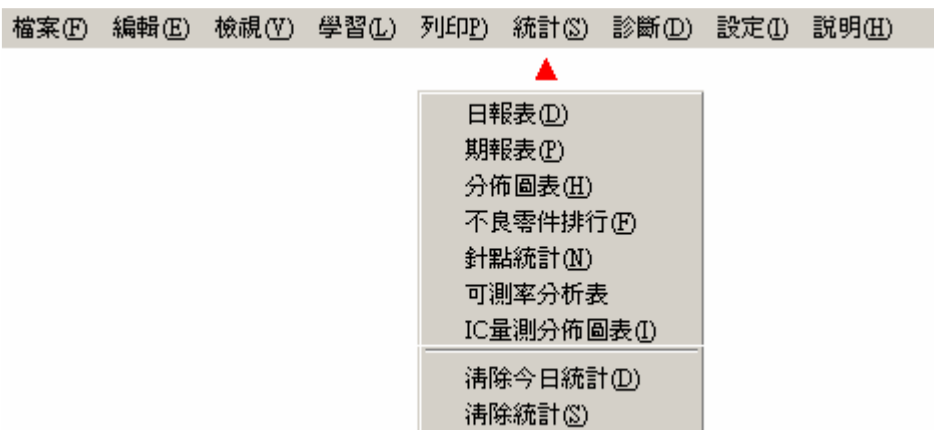 檔案(F) 編輯(E) 檢視(V) 學習(L) 列印P) 統計(S) 診斷(D) 設定(I) 說明(H)
日報表(D)
期報表(P)
分佈圖表(H)
不良零件排行(F)
針點統計(N)
可測率分析表
IC量測分佈圖表(I)
清除今日統計(D)
清除統計(S)